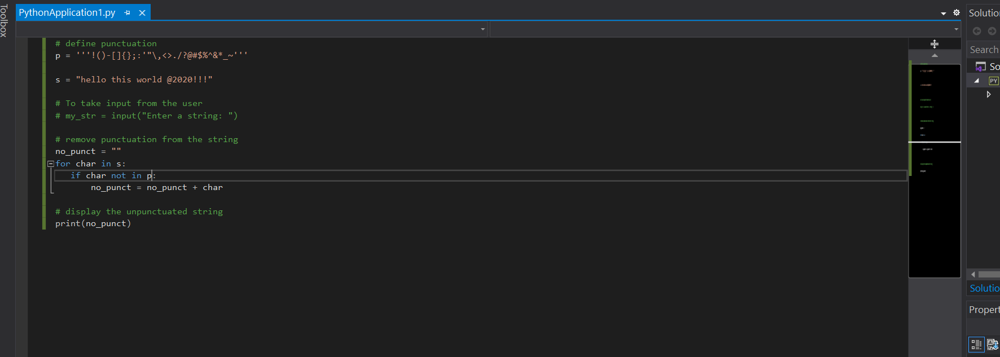 Toolbox
PythonApplication1.py
# define punctuation
p = '''!()-[]{};:'"\,<>./?@#$%^&*_~'''
s = "hello this world @2020!!!"
# To take input from the user
# my_str = input("Enter a string: ")
# remove punctuation from the string
no_punct = ""
for char in s:
   if char not in p:
       no_punct = no_punct + char
# display the unpunctuated string
print(no_punct)
Solutio
Search
So
PY
Solutio
Propert